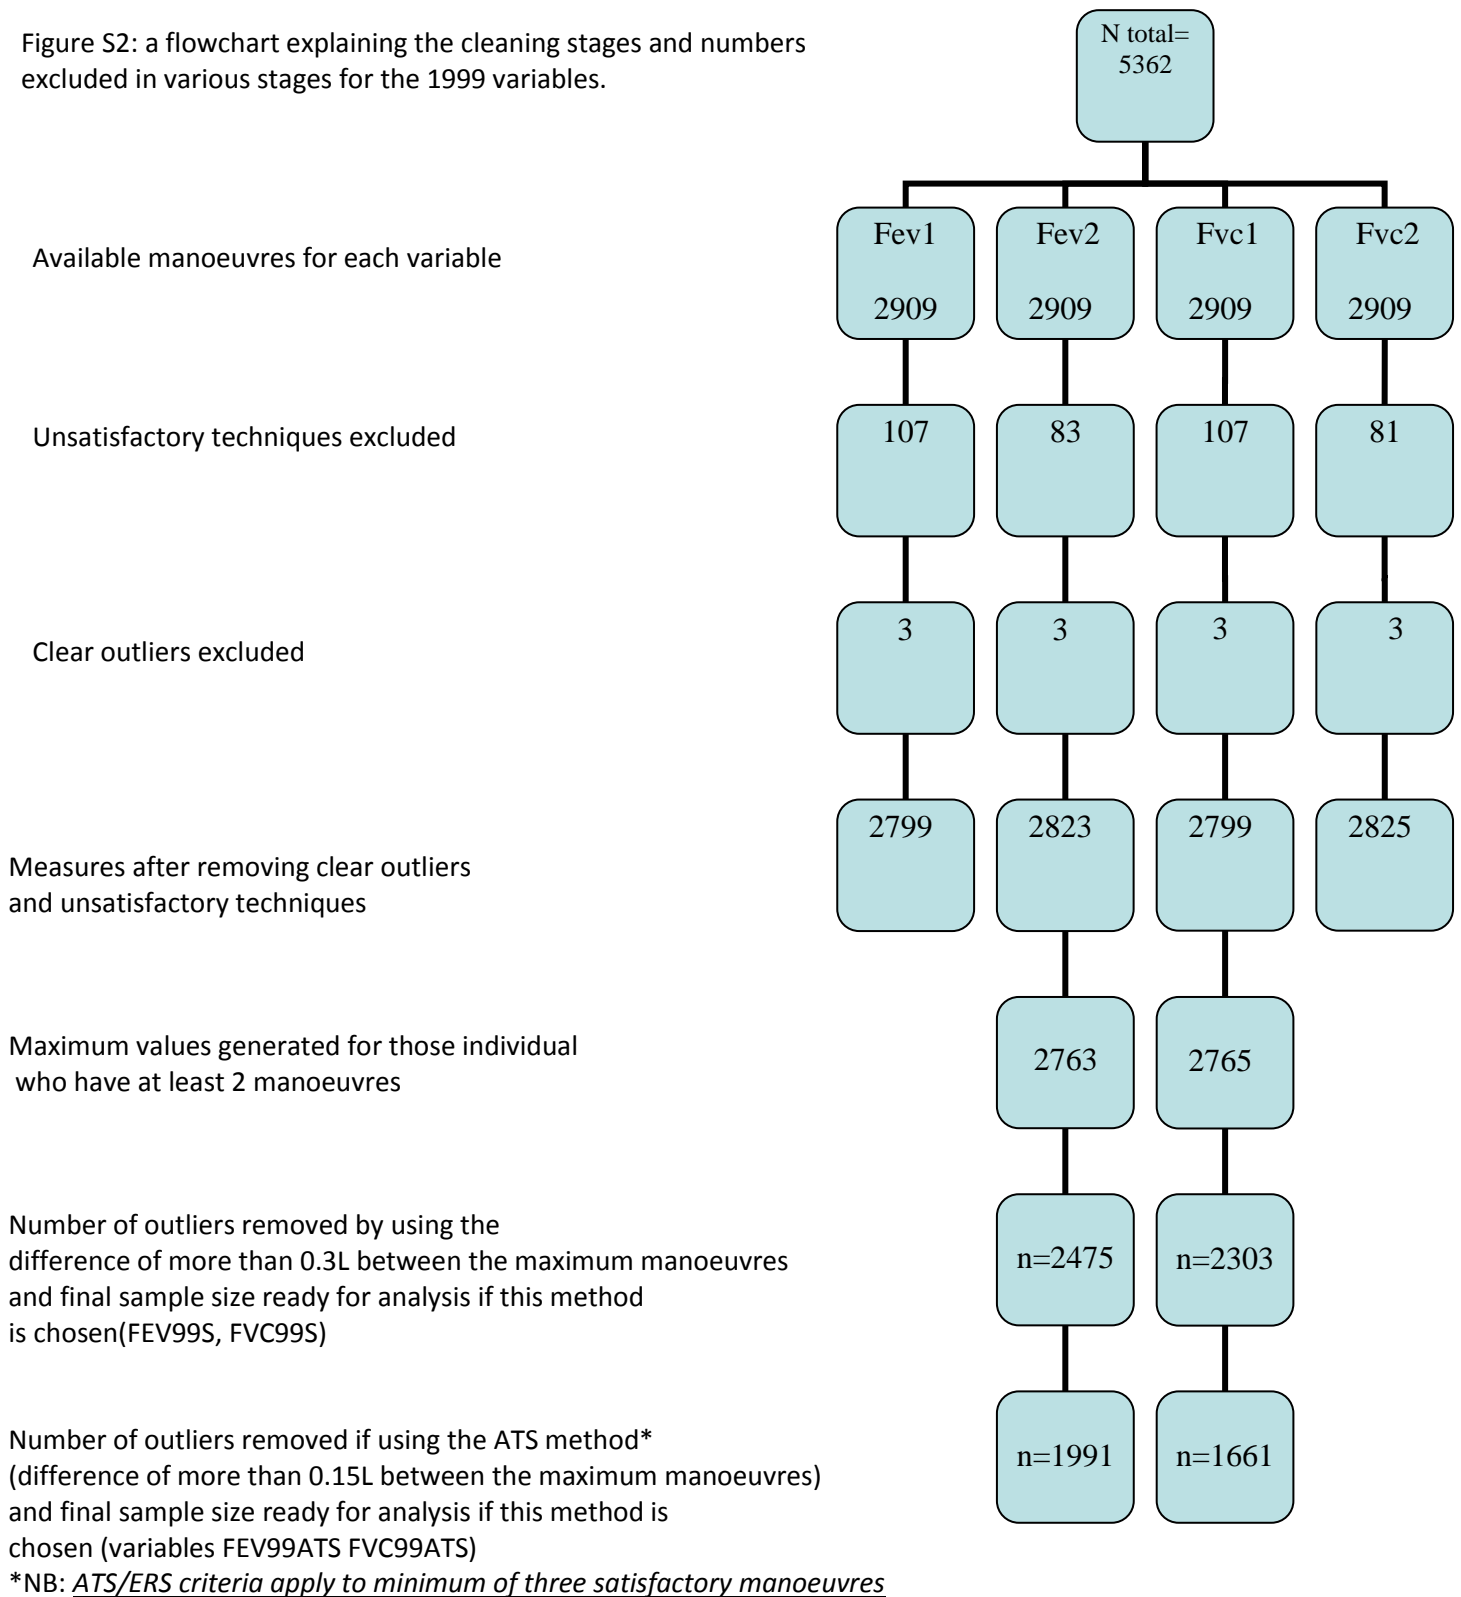 Figure S2: a flowchart explaining the cleaning stages and numbers
excluded in various stages for the 1999 variables.
N total=
5362
Available manoeuvres for each variable
Fev1
2909
Fev2
2909
Fvc1
2909
Fvc2
2909
Unsatisfactory techniques excluded
107
83
107
81
Clear outliers excluded
3
3
3
3
Measures after removing clear outliers
and unsatisfactory techniques
2799
2823
2799
2825
Maximum values generated for those individual
who have at least 2 manoeuvres
2763
2765
Number of outliers removed by using the
difference of more than 0.3L between the maximum manoeuvres
and final sample size ready for analysis if this method
is chosen(FEV99S, FVC99S)
n=2475
n=2303
Number of outliers removed if using the ATS method*
(difference of more than 0.15L between the maximum manoeuvres)
and final sample size ready for analysis if this method is
chosen (variables FEV99ATS FVC99ATS)
n=1991
n=1661
*NB: ATS/ERS criteria apply to minimum of three satisfactory manoeuvres